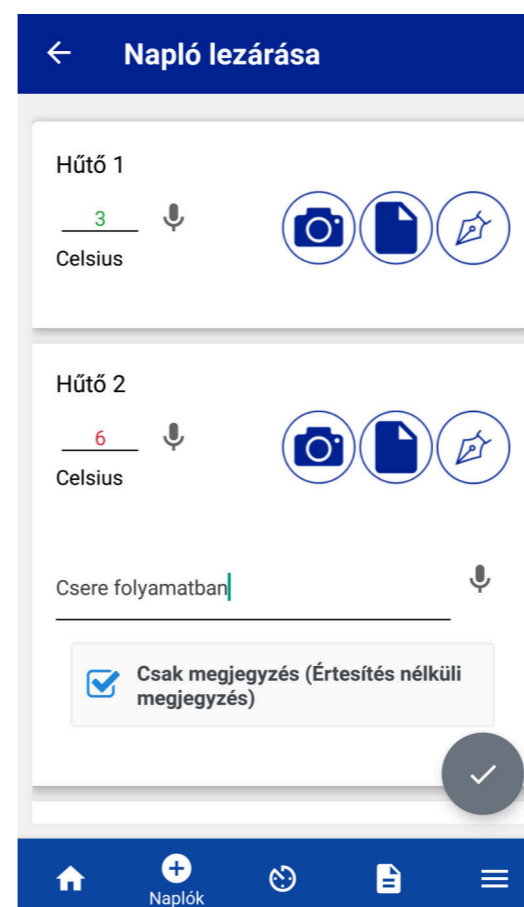 Napló lezárása
Hűtő 1
3
Celsius
Hűtő 2
6
Celsius
Csere folyamatban
Csak megjegyzés (Értesítés nélküli
megjegyzés)
Naplók